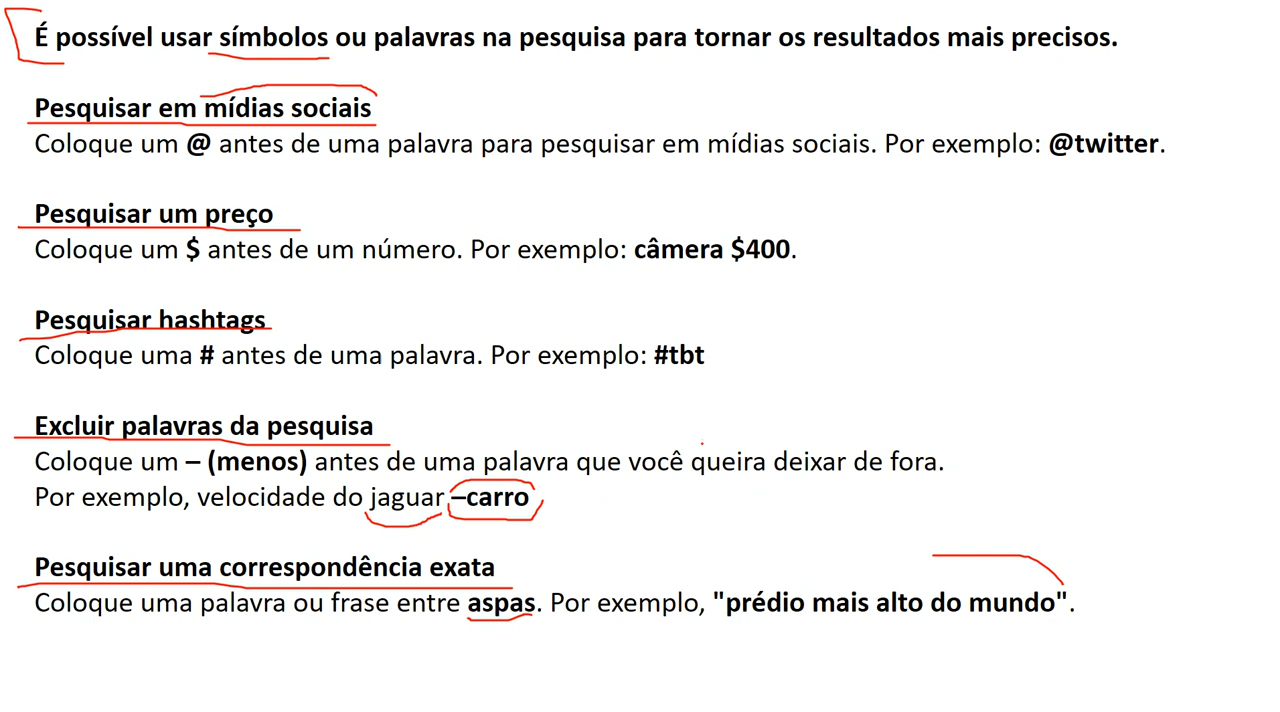 É possível usar símbolos ou palavras na pesquisa para tornar os resultados mais precisos.
Pesquisar em mídias sociais
Coloque um @ antes de uma palavra para pesquisar em mídias sociais. Por exemplo: @twitter.
Pesquisar um preço
Coloque um $ antes de um número. Por exemplo: câmera $400.
Pesquisar hashtags
Coloque uma # antes de uma palavra. Por exemplo: #tbt
Excluir palavras da pesquisa
Coloque um – (menos) antes de uma palavra que você queira deixar de fora.
Por exemplo, velocidade do jaguar –carro
Pesquisar uma correspondência exata
Coloque uma palavra ou frase entre aspas. Por exemplo, "prédio mais alto do mundo".